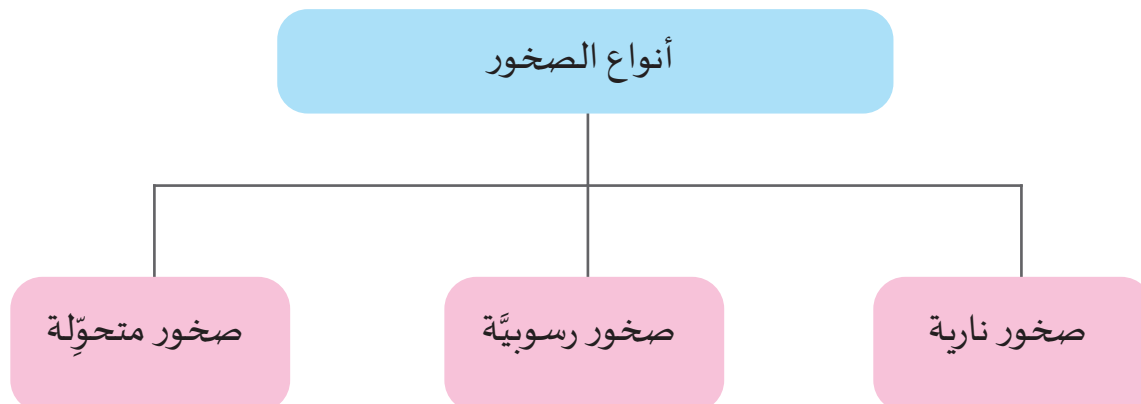 أنواع الصخور
صخور نارية
صخور رسوبيَّة
صخور متحوِّلة